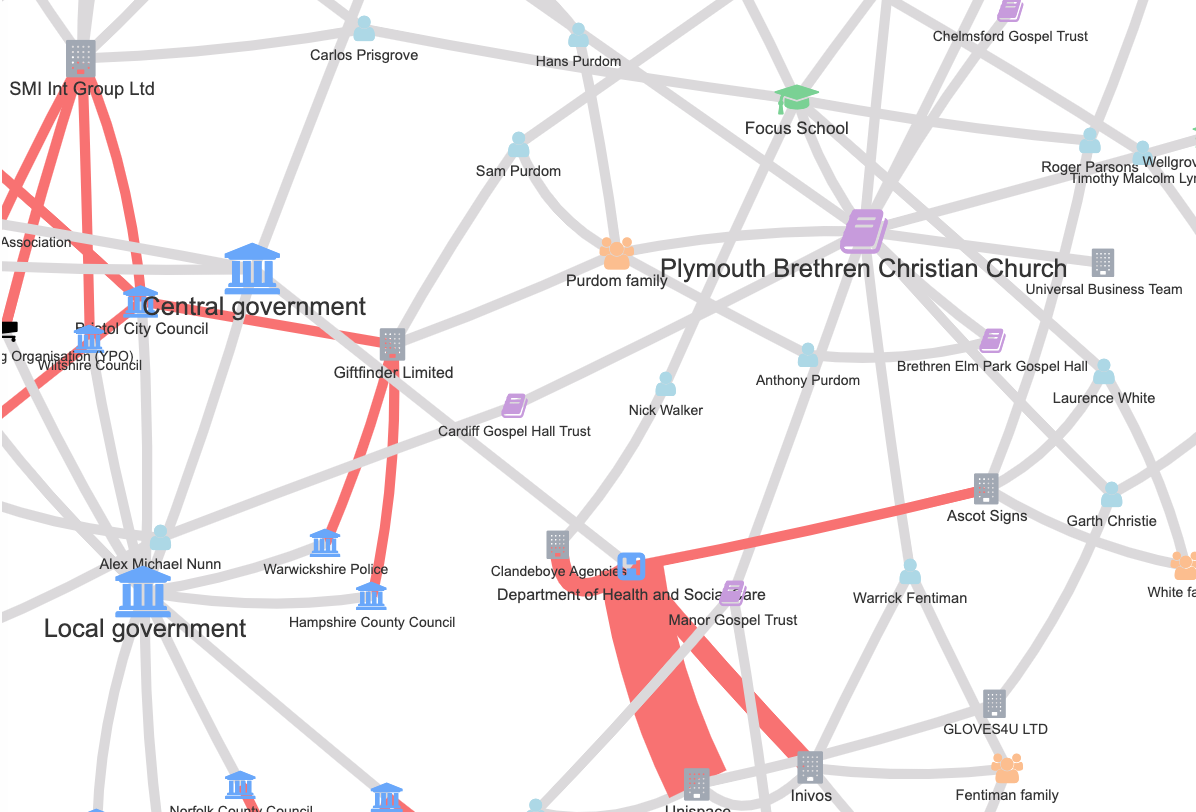 Chelmsford Gospel Trust
Carlos Prisgrove
Hans Purdom
SMI Int Group Ltd
Focus School
Sam Purdom
Roger Parsons
Wellgrov
Timothy Malcolm Lyn
Association
Plymouth Brethren Christian Church
Purdom family
Universal Business Team
Central government
Bristol City Council
g Organisation (YPO)
Wiltshire Council
Giftfinder Limited
Brethren Elm Park Gospel Hall
Anthony Purdom
Laurence White
Nick Walker
Cardiff Gospel Hall Trust
Ascot Signs
Garth Christie
Alex Michael Nunn
Warwickshire Police
Clandeboye Agencies
Department of Health and Social Care
White fa
Warrick Fentiman
Hampshire County Council
Manor Gospel Trust
Local government
GLOVES4U LTD
Inivos
Fentiman family
Norfolk County Council
Unispace